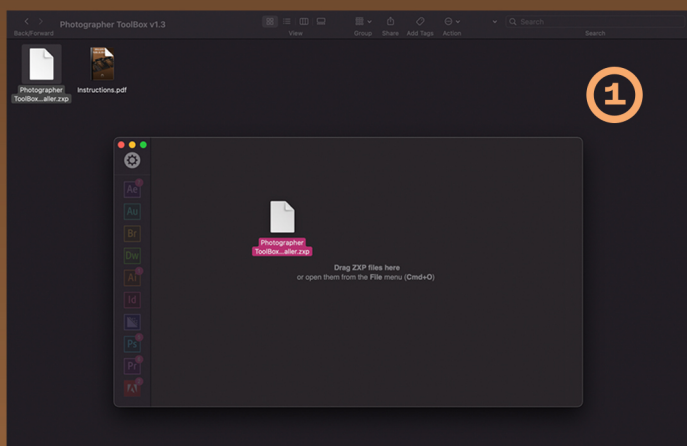 Photographer ToolBox v1.3
Search
Back/Forward
View
Group
Share
Add Tags
Action
Search
Photographer
ToolBox...aller.zxp
Instructions.pdf
1
Ae
Au
Br
Dw
Ai
Id
Ps
Pr
Photographer
ToolBox...aller.zxp
Drag ZXP files here
or open them from the File menu (Cmd+O)